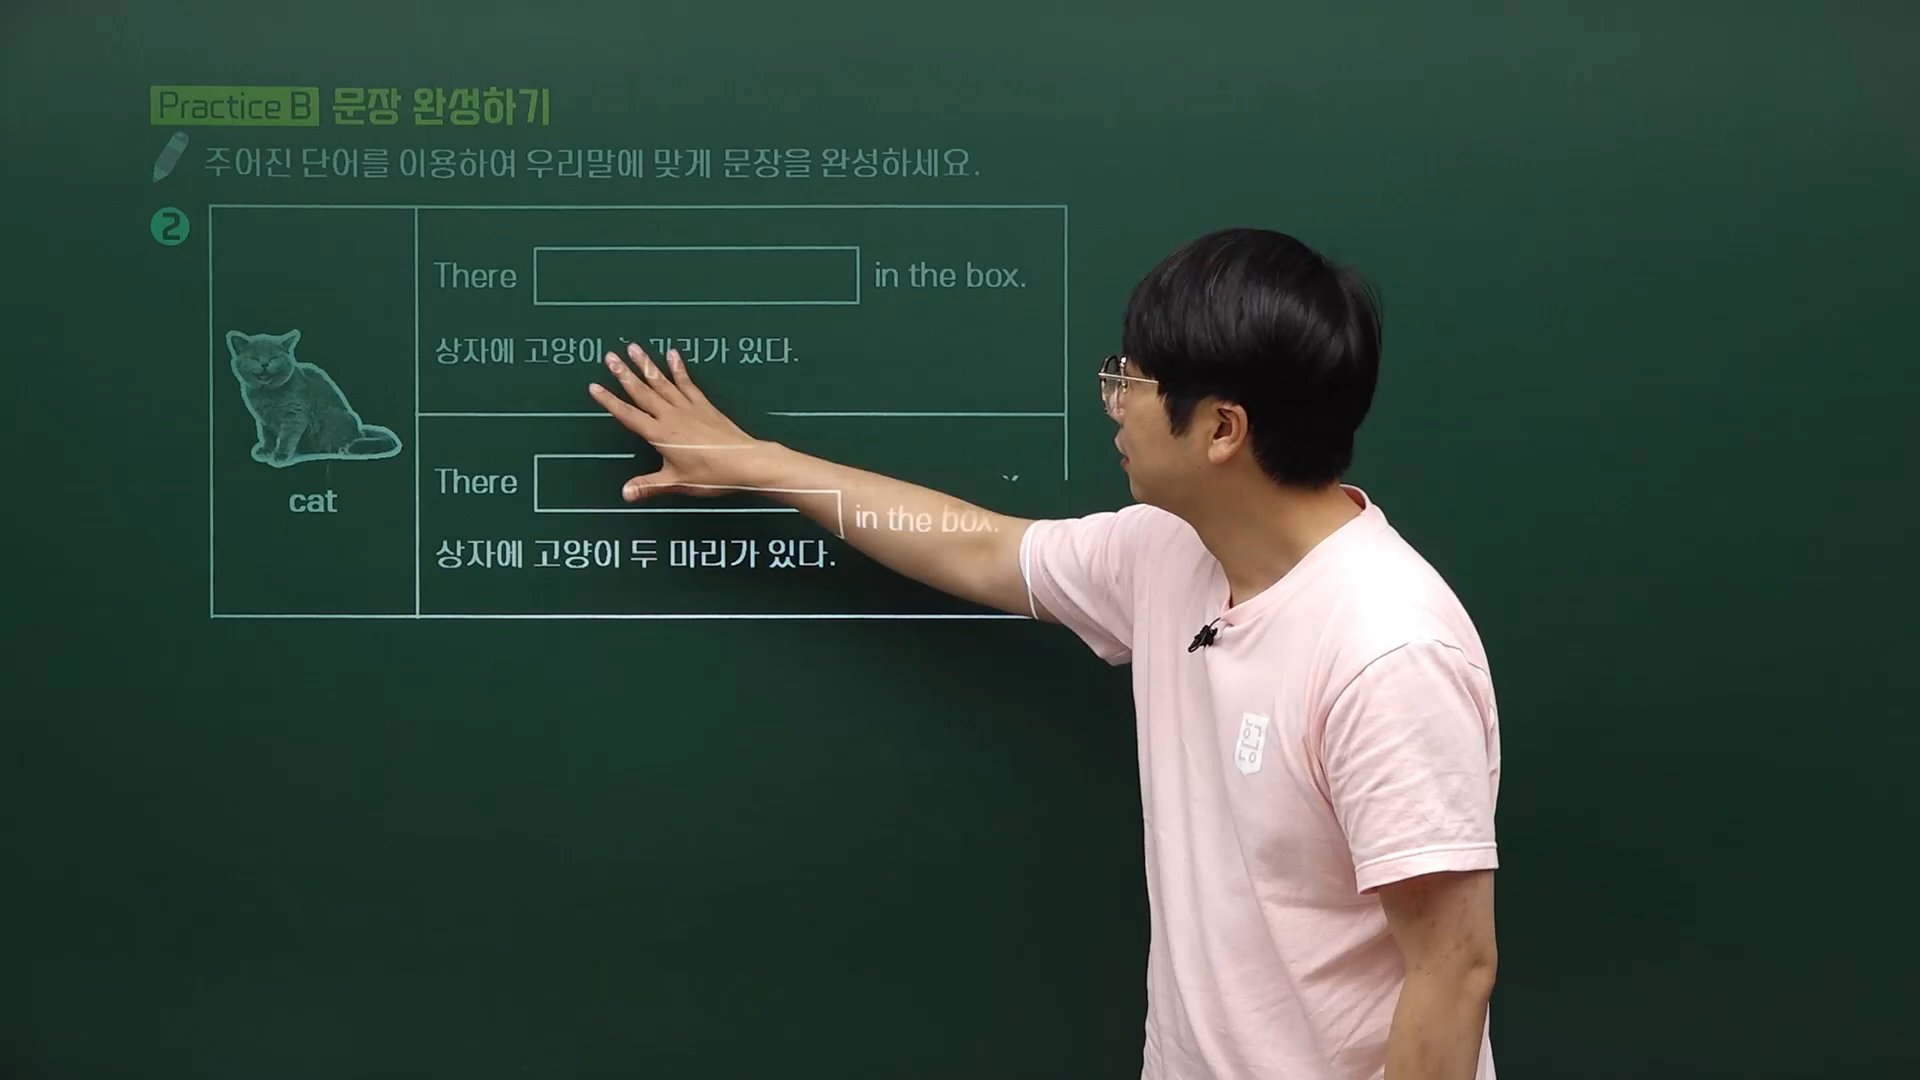 Practice B 문장 완성하기
주어진 단어를 이용하여 우리말에 맞게 문장을 완성하세요.
2
There in the box.
상자에 고양이 마리가 있다.
cat
There in the box.
상자에 고양이 두 마리가 있다.